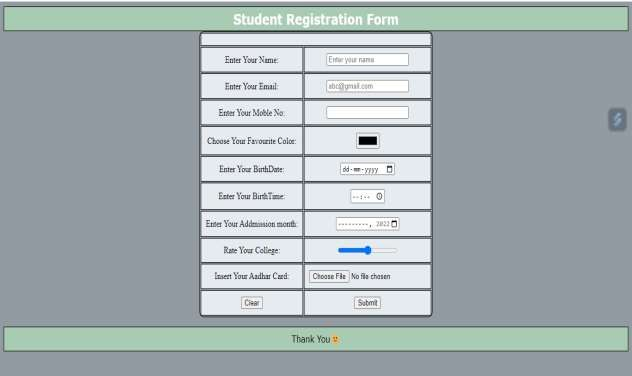 Student Registration Form
Enter Your Name: Enter your name
Enter Your Email: abc@gmail.com
Enter Your Moble No:
Choose Your Favourite Color:
Enter Your BirthDate: dd-mm-yyyy
Enter Your BirthTime: --:--
Enter Your Addmission month: ---------, 2022
Rate Your College:
Insert Your Aadhar Card: Choose File No file chosen
Clear Submit
Thank You🙂